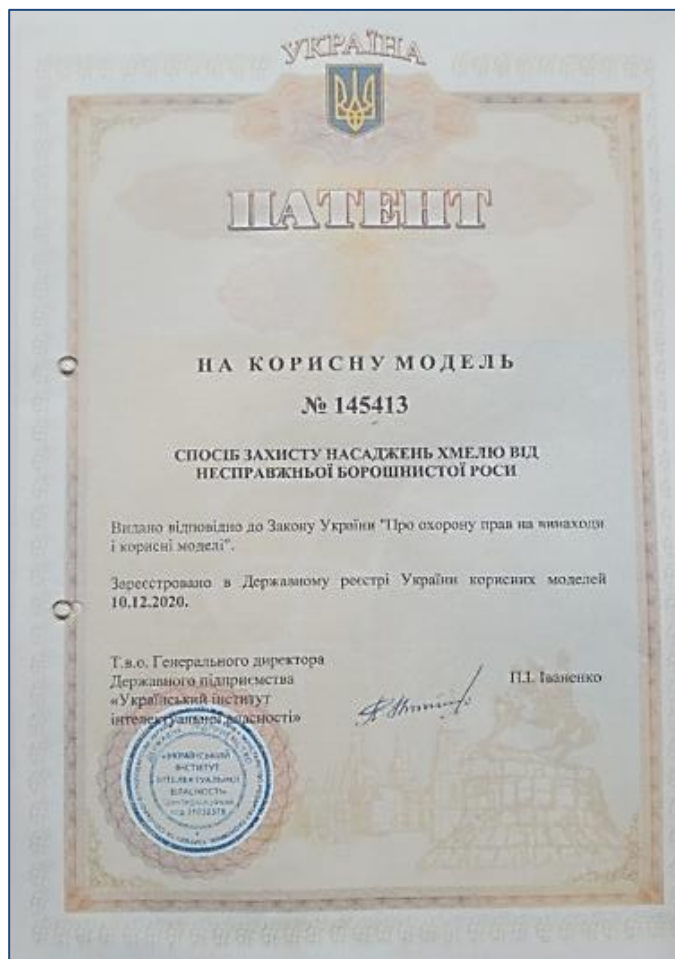 УКРАЇНА
ПАТЕНТ
НА КОРИСНУ МОДЕЛЬ
№ 145413
СПОСІБ ЗАХИСТУ НАСАДЖЕНЬ ХМЕЛЮ ВІД
НЕСПРАВЖНЬОЇ БОРОШНИСТОЇ РОСИ
Видано відповідно до Закону України "Про охорону прав на винаходи
і корисні моделі".
Зареєстровано в Державному реєстрі України корисних моделей
10.12.2020.
Т.в.о. Генерального директора
Державного підприємства
«Український інститут
інтелектуальної власності»
П.І. Іваненко
«УКРАЇНСЬКИЙ
ІНСТИТУТ
ІНТЕЛЕКТУАЛЬНОЇ
ВЛАСНОСТІ»